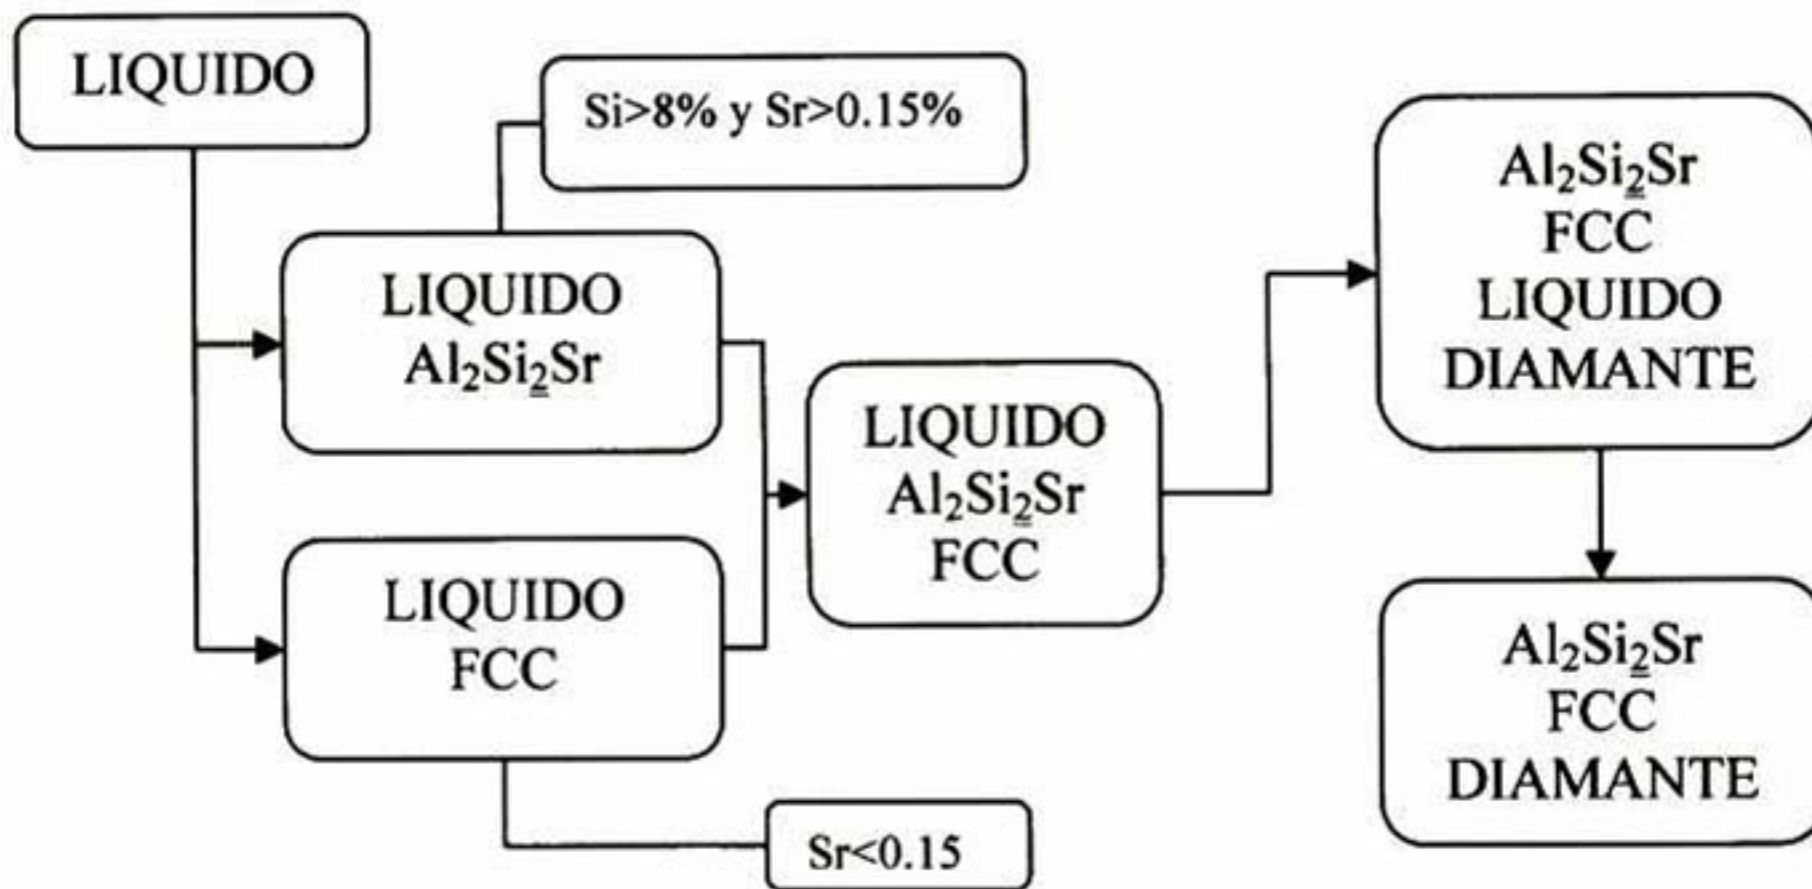 LIQUIDO
Si>8% y Sr>0.15%
LIQUIDO
Al₂Si₂Sr
LIQUIDO
FCC
Sr<0.15
LIQUIDO
Al₂Si₂Sr
FCC
Al₂Si₂Sr
FCC
LIQUIDO
DIAMANTE
Al₂Si₂Sr
FCC
DIAMANTE